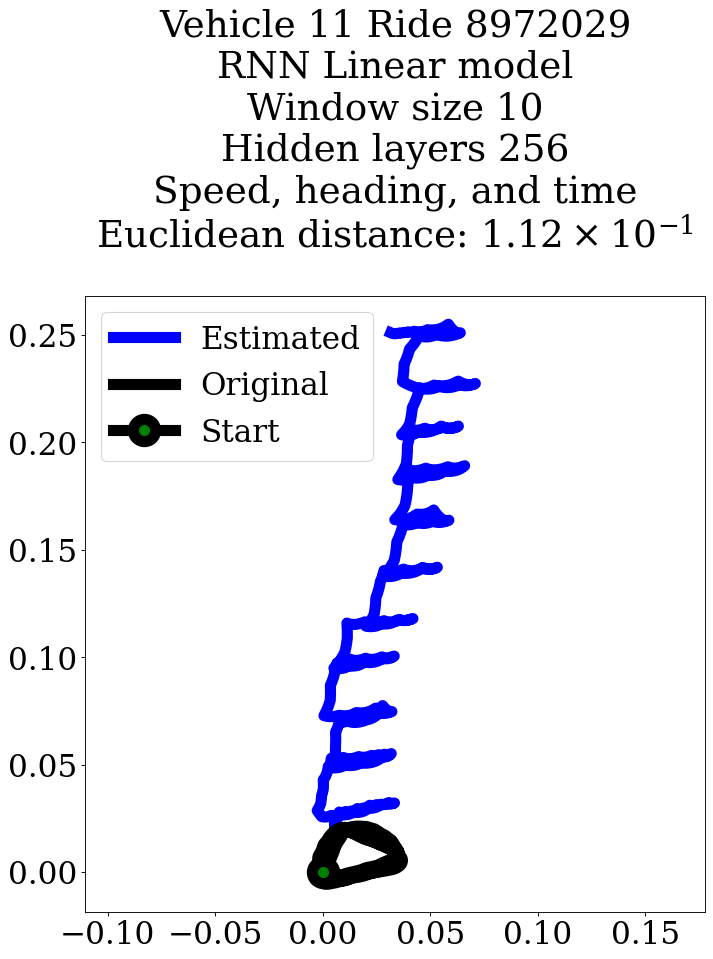 Vehicle 11 Ride 8972029
RNN Linear model
Window size 10
Hidden layers 256
Speed, heading, and time
Euclidean distance: 1.12 × 10⁻¹
Estimated
Original
Start
0.25
0.20
0.15
0.10
0.05
0.00
−0.10 −0.05 0.00 0.05 0.10 0.15